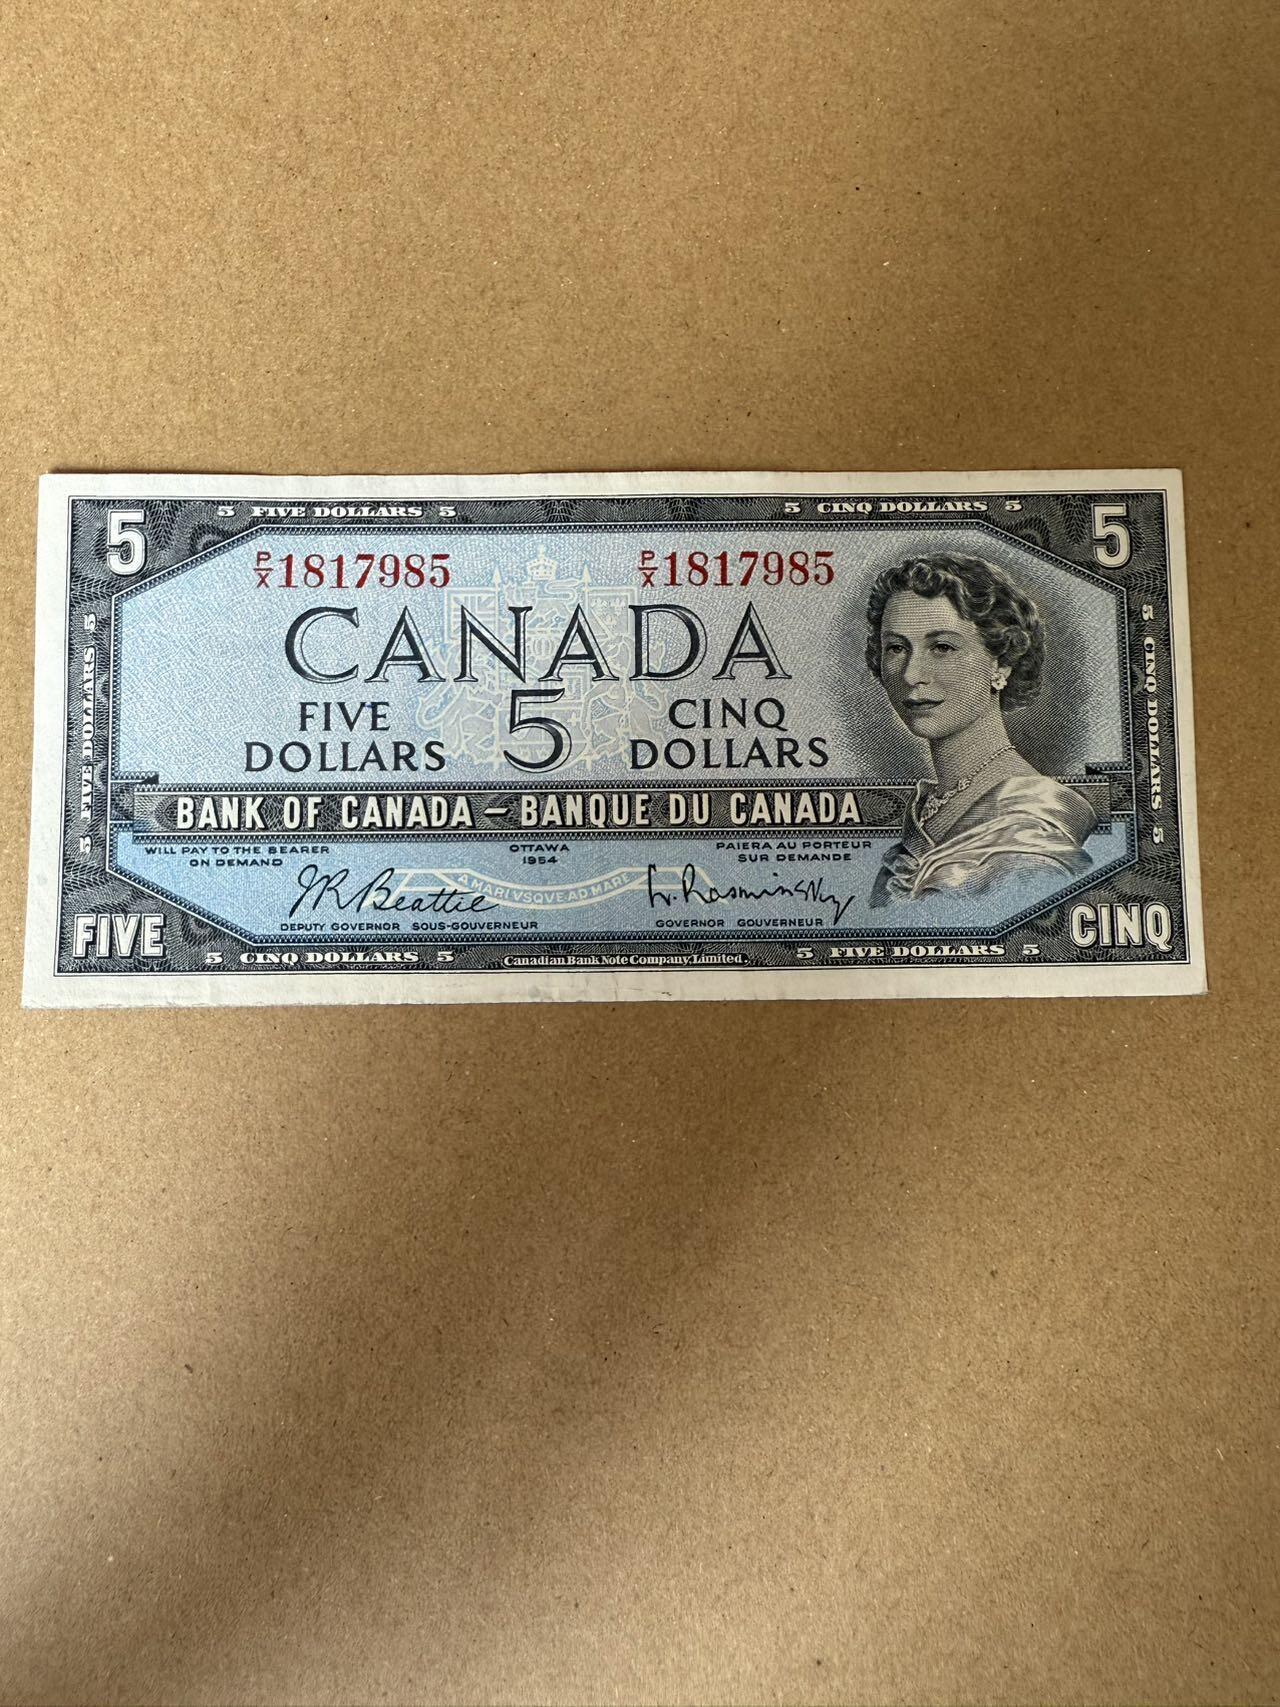 5 5 FIVE DOLLARS 5 5 CINQ DOLLARS 5 5
P/X 1817985 P/X 1817985
CANADA
FIVE DOLLARS 5 CINQ DOLLARS
5 FIVE DOLLARS 5
5 CINQ DOLLARS 5
BANK OF CANADA – BANQUE DU CANADA
WILL PAY TO THE BEARER ON DEMAND
OTTAWA
1954
PAIERA AU PORTEUR SUR DEMANDE
A MARI VSQVE AD MARE
J.R. Beattie
L. Rasminsky
DEPUTY GOVERNOR SOUS-GOUVERNEUR
GOVERNOR GOUVERNEUR
FIVE 5 CINQ DOLLARS 5 Canadian Bank Note Company, Limited. 5 FIVE DOLLARS 5 CINQ